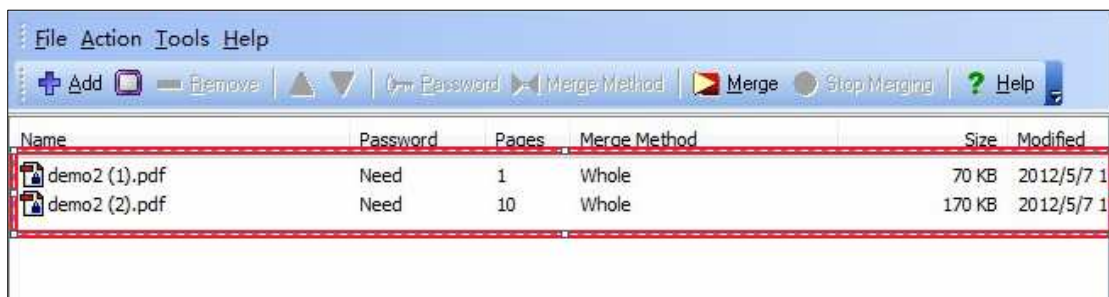 File Action Tools Help
Add Remove Password Merge Method Merge Stop Merging ? Help
Name Password Pages Merge Method Size Modified
demo2 (1).pdf Need 1 Whole 70 KB 2012/5/7 1
demo2 (2).pdf Need 10 Whole 170 KB 2012/5/7 1